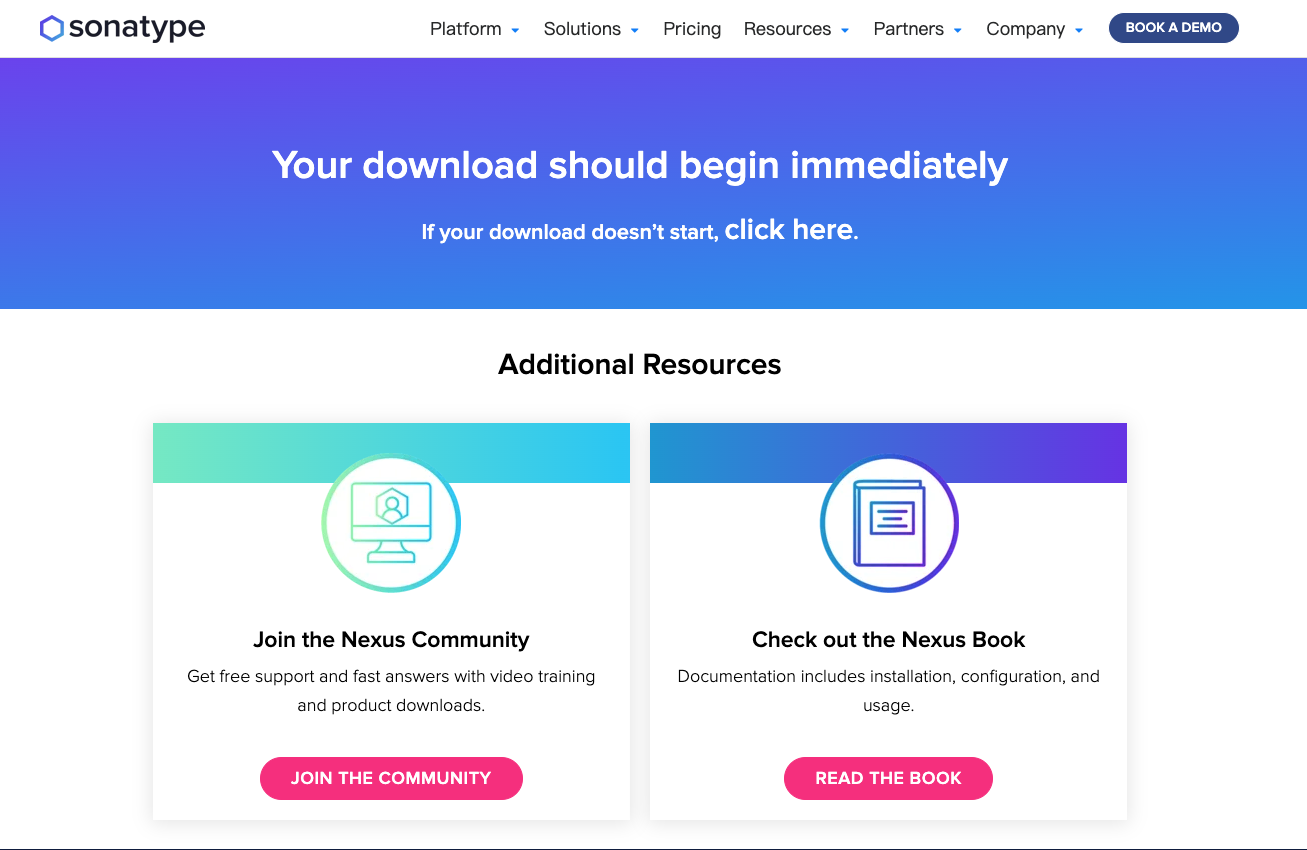 sonatype
Platform Solutions Pricing Resources Partners Company BOOK A DEMO
Your download should begin immediately
If your download doesn’t start, click here.
Additional Resources
Join the Nexus Community
Get free support and fast answers with video training
and product downloads.
JOIN THE COMMUNITY
Check out the Nexus Book
Documentation includes installation, configuration, and
usage.
READ THE BOOK